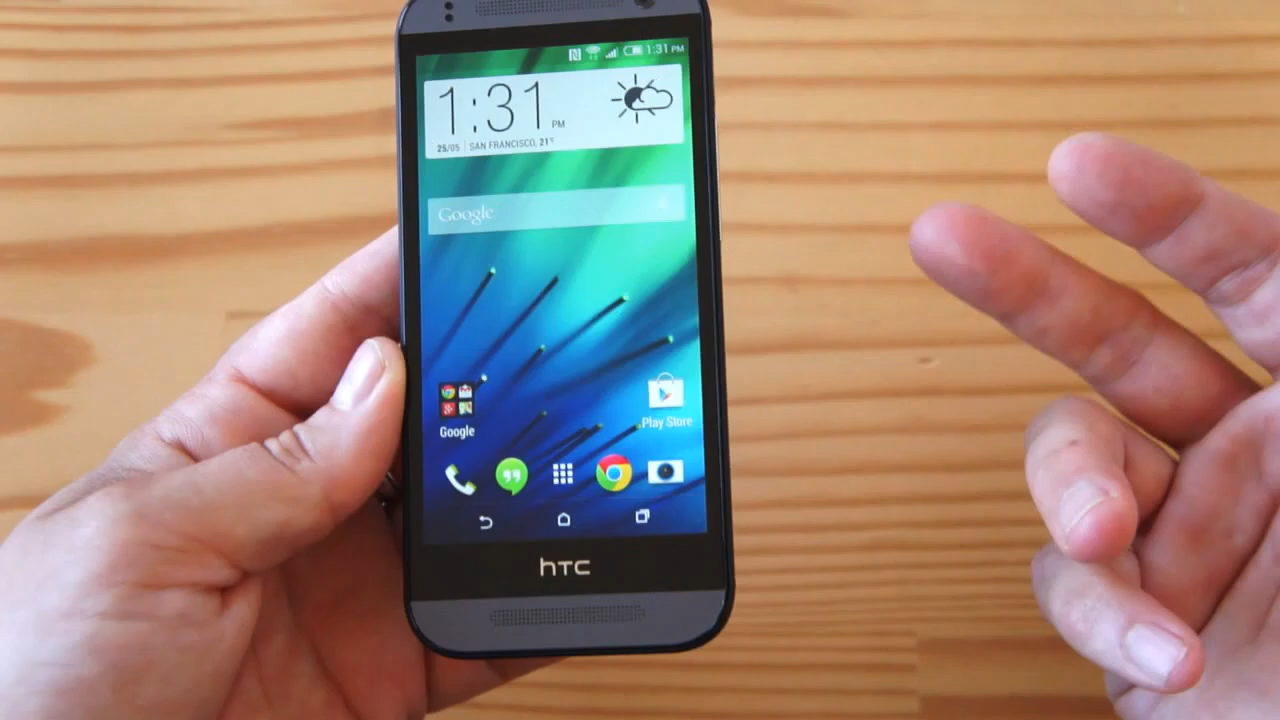 1:31 PM
1:31 PM
25/05 | SAN FRANCISCO, 21°
Google
Google
Play Store
hTC